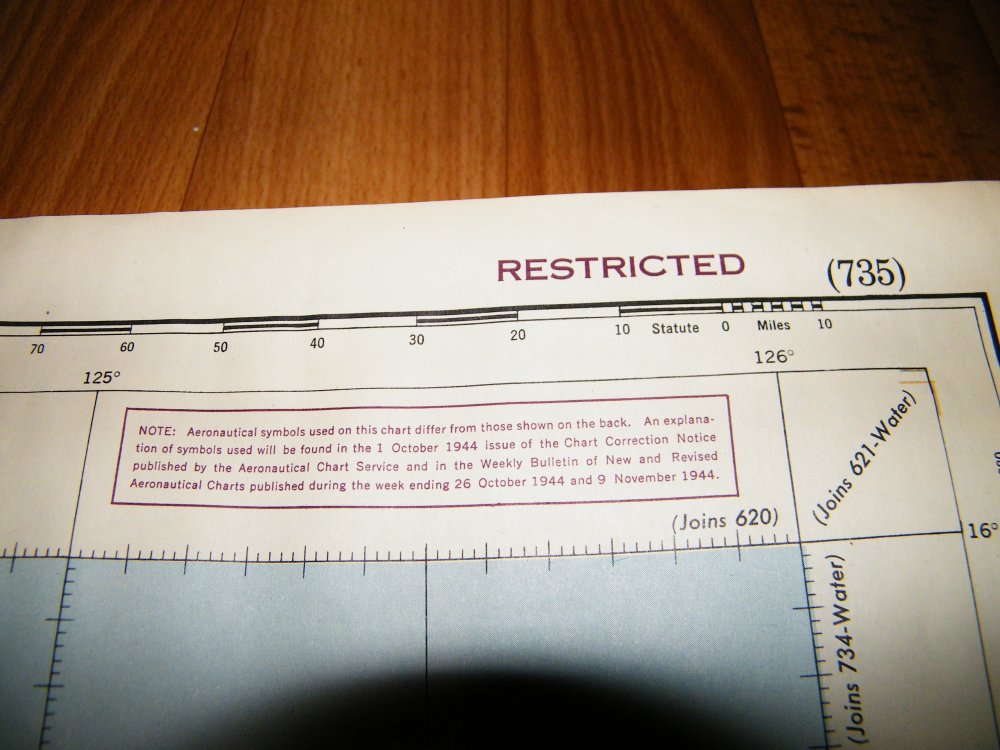 RESTRICTED
(735)
70 60 50 40 30 20 10 Statute 0 Miles 10
125° 126°
NOTE: Aeronautical symbols used on this chart differ from those shown on the back. An explana-
tion of symbols used will be found in the 1 October 1944 issue of the Chart Correction Notice
published by the Aeronautical Chart Service and in the Weekly Bulletin of New and Revised
Aeronautical Charts published during the week ending 26 October 1944 and 9 November 1944.
(Joins 620)
(Joins 621-Water)
16°
(Joins 734-Water)